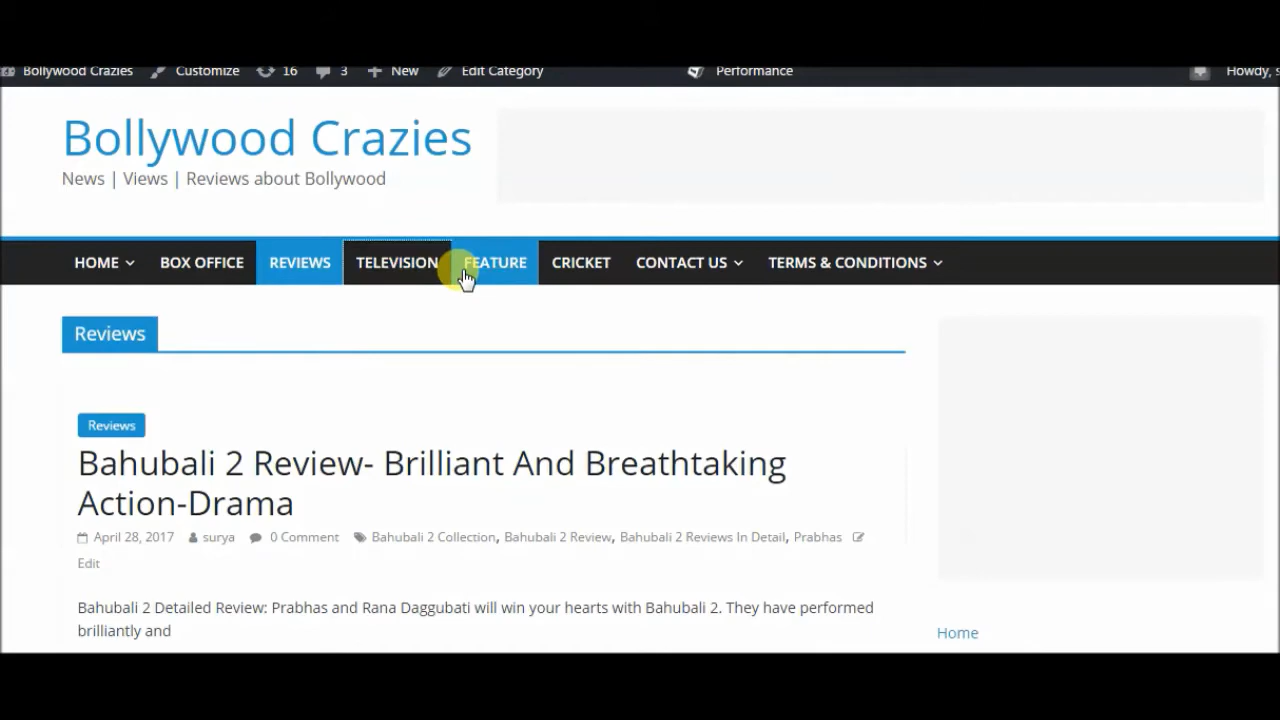 Bollywood Crazies Customize 16 3 New Edit Category Performance Howdy,
Bollywood Crazies
News | Views | Reviews about Bollywood
HOME BOX OFFICE REVIEWS TELEVISION FEATURE CRICKET CONTACT US TERMS & CONDITIONS
Reviews
Reviews
Bahubali 2 Review- Brilliant And Breathtaking
Action-Drama
April 28, 2017 surya 0 Comment Bahubali 2 Collection, Bahubali 2 Review, Bahubali 2 Reviews In Detail, Prabhas
Edit
Bahubali 2 Detailed Review: Prabhas and Rana Daggubati will win your hearts with Bahubali 2. They have performed
brilliantly and
Home